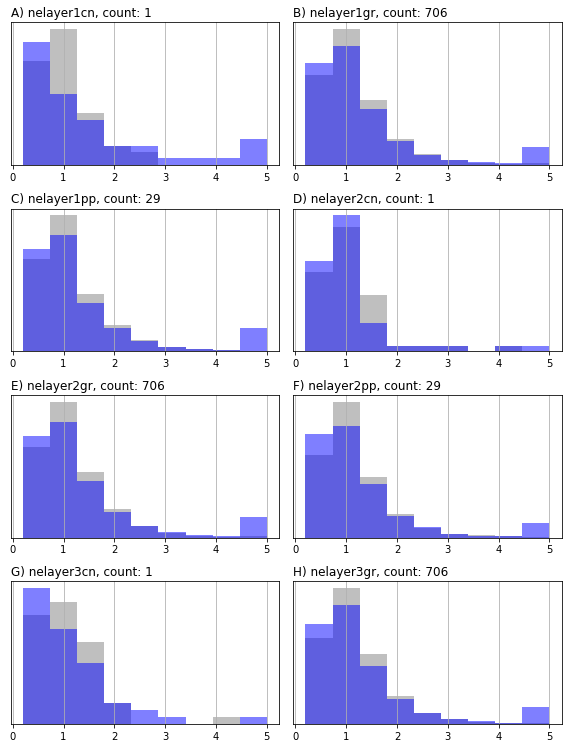 A) nelayer1cn, count: 1
B) nelayer1gr, count: 706
0 1 2 3 4 5
0 1 2 3 4 5
C) nelayer1pp, count: 29
D) nelayer2cn, count: 1
0 1 2 3 4 5
0 1 2 3 4 5
E) nelayer2gr, count: 706
F) nelayer2pp, count: 29
0 1 2 3 4 5
0 1 2 3 4 5
G) nelayer3cn, count: 1
H) nelayer3gr, count: 706
0 1 2 3 4 5
0 1 2 3 4 5